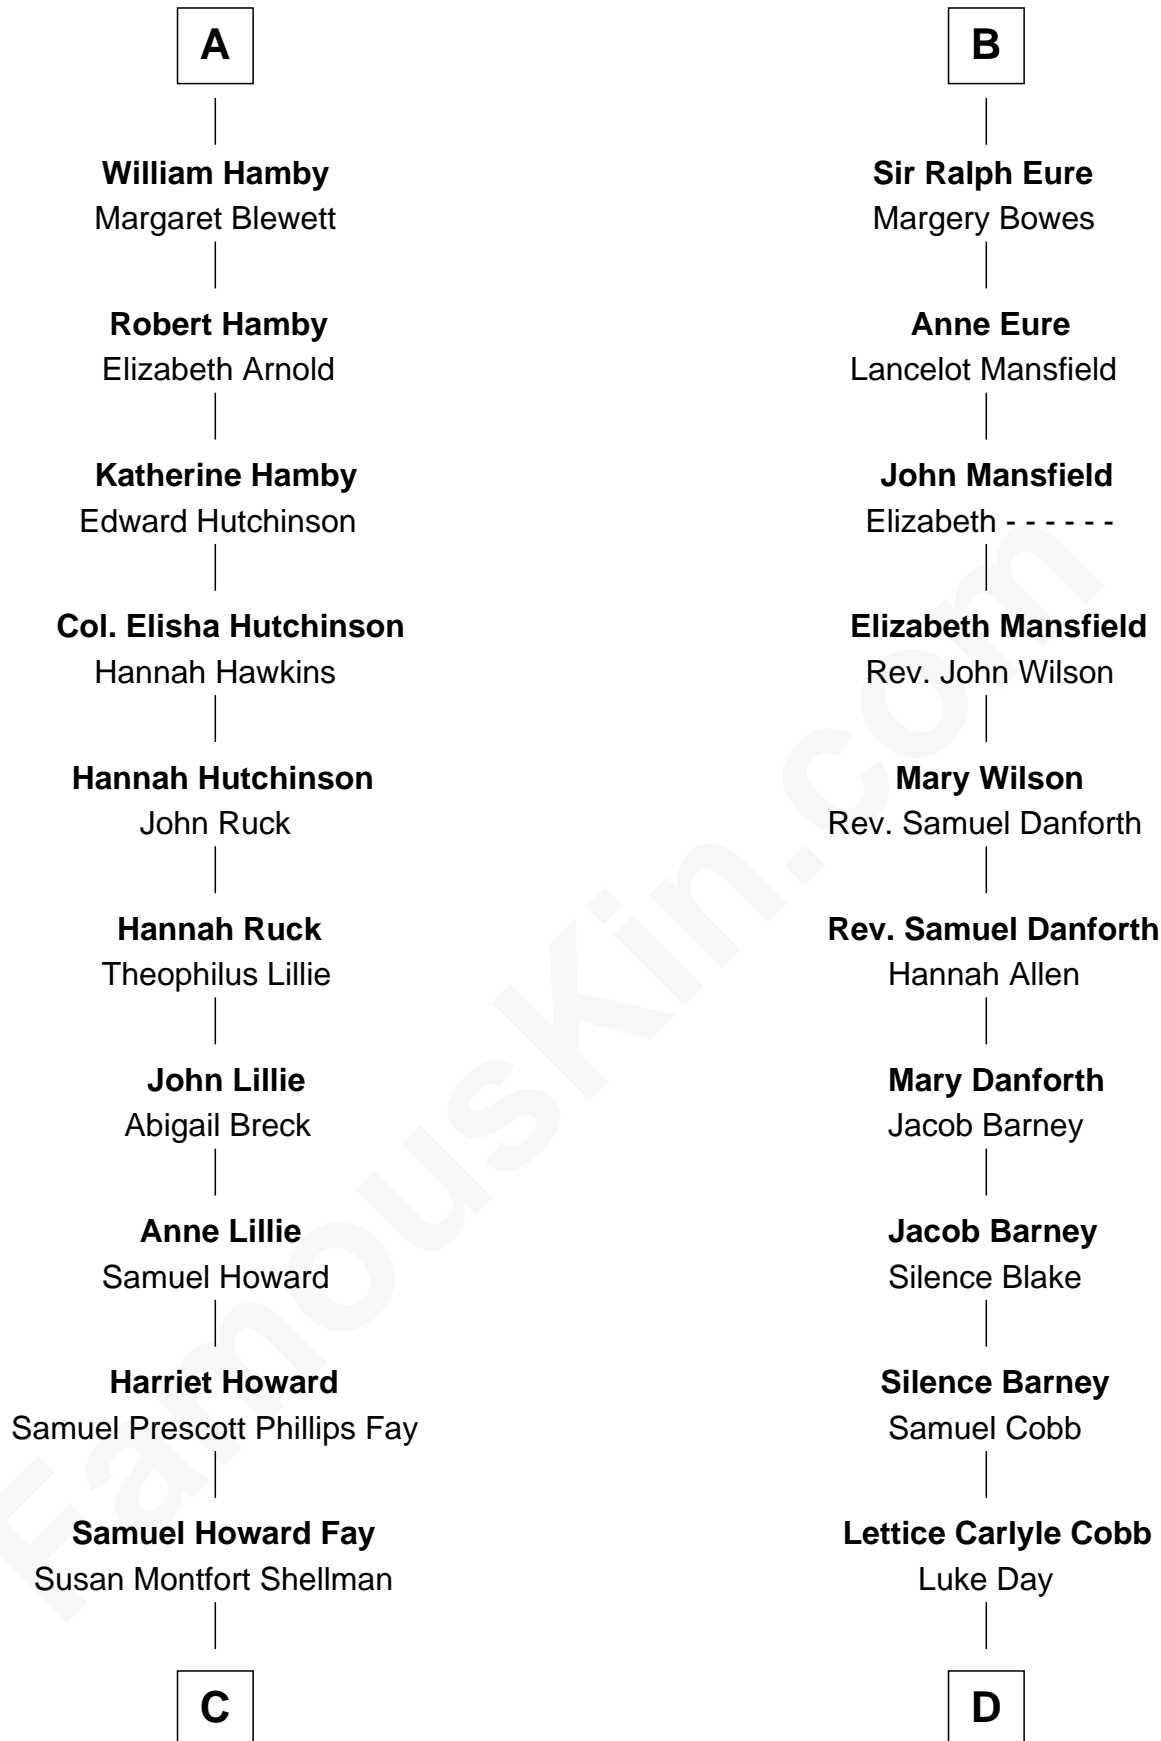 A
William Hamby
Margaret Blewett
Robert Hamby
Elizabeth Arnold
Katherine Hamby
Edward Hutchinson
Col. Elisha Hutchinson
Hannah Hawkins
Hannah Hutchinson
John Ruck
Hannah Ruck
Theophilus Lillie
John Lillie
Abigail Breck
Anne Lillie
Samuel Howard
Harriet Howard
Samuel Prescott Phillips Fay
Samuel Howard Fay
Susan Montfort Shellman
C
B
Sir Ralph Eure
Margery Bowes
Anne Eure
Lancelot Mansfield
John Mansfield
Elizabeth - - - - - -
Elizabeth Mansfield
Rev. John Wilson
Mary Wilson
Rev. Samuel Danforth
Rev. Samuel Danforth
Hannah Allen
Mary Danforth
Jacob Barney
Jacob Barney
Silence Blake
Silence Barney
Samuel Cobb
Lettice Carlyle Cobb
Luke Day
D
FamousKin.com